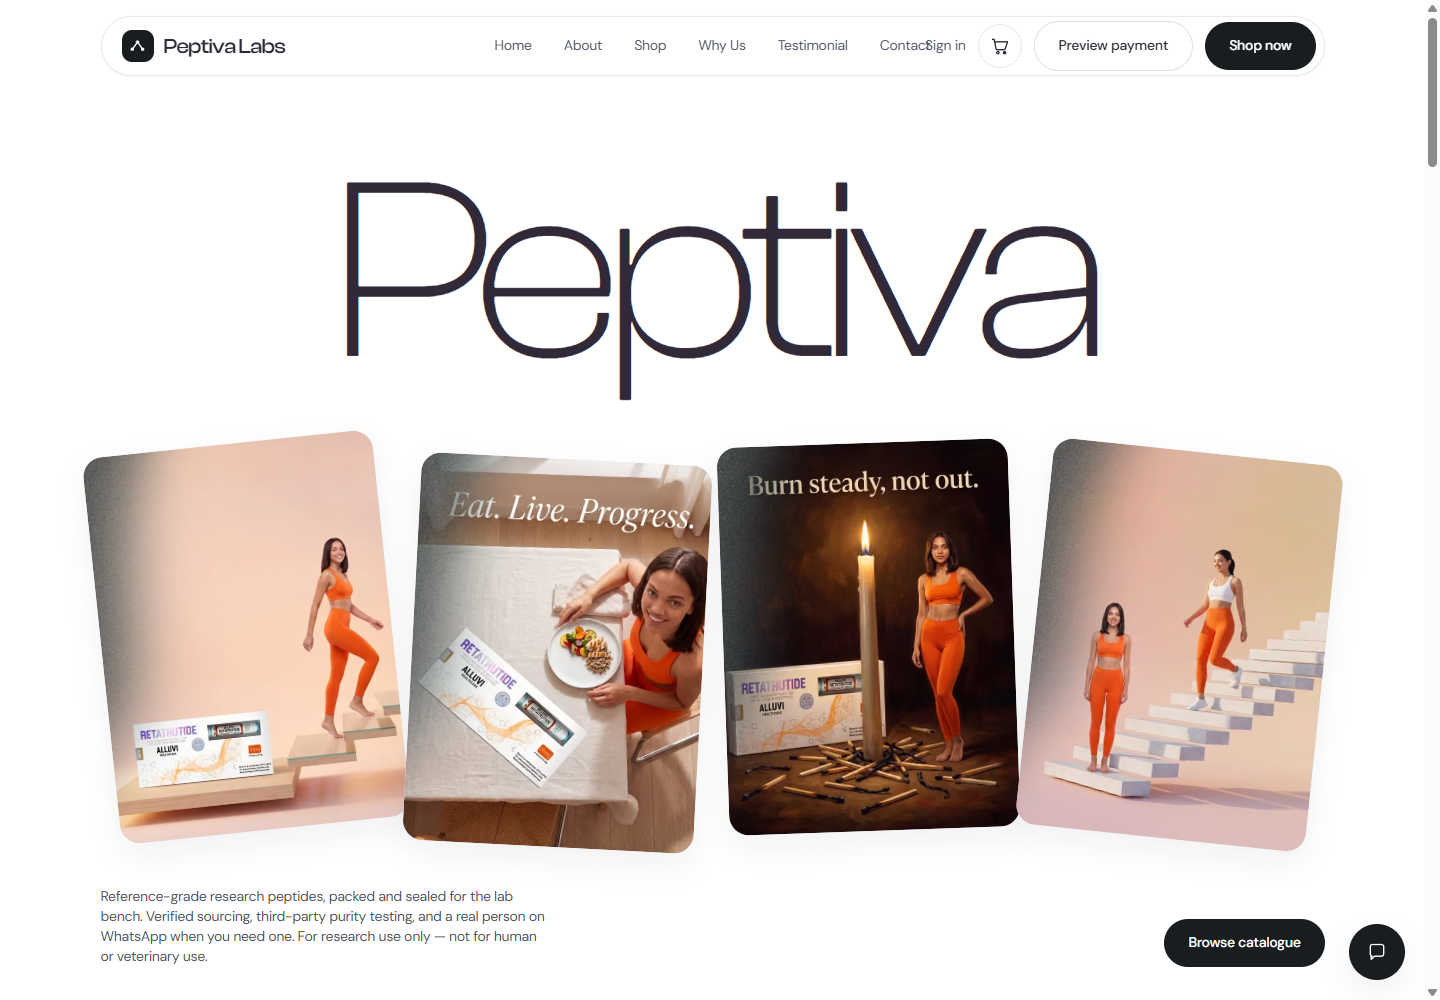 Peptiva Labs
Home
About
Shop
Why Us
Testimonial
Contact
Sign in
Preview payment
Shop now
Peptiva
Eat. Live. Progress.
Burn steady, not out.
RETATRUTIDE
ALLUVI
RETATRUTIDE
ALLUVI
RETATRUTIDE
ALLUVI
Reference-grade research peptides, packed and sealed for the lab
bench. Verified sourcing, third-party purity testing, and a real person on
WhatsApp when you need one. For research use only — not for human
or veterinary use.
Browse catalogue